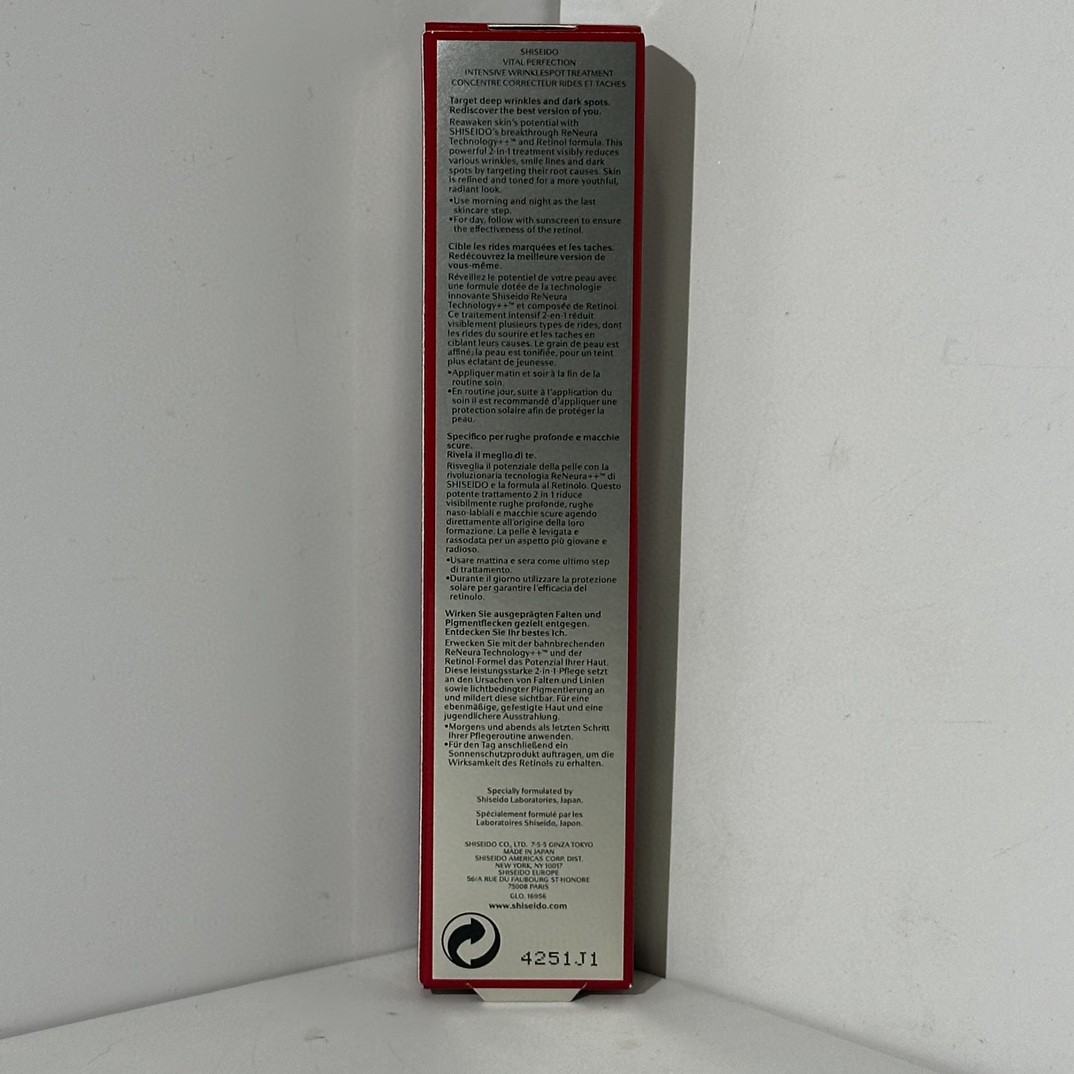 SHISEIDO
VITAL PERFECTION
INTENSIVE WRINKLESPOT TREATMENT
CONCENTRÉ CORRECTEUR RIDES ET TACHES
Target deep wrinkles and dark spots.
Rediscover the best version of you.
Reawaken skin's potential with
SHISEIDO's breakthrough ReNeura
Technology++™ and Retinol formula. This
powerful 2-in-1 treatment visibly reduces
various wrinkles, smile lines and dark
spots by targeting their root causes. Skin
is refined and toned for a more youthful,
radiant look.
•Use morning and night as the last
skincare step.
•For day, follow with sunscreen to ensure
the effectiveness of the retinol.
Cible les rides marquées et les taches.
Redécouvrez la meilleure version de
vous-même.
Réveillez le potentiel de votre peau avec
une formule dotée de la technologie
innovante Shiseido ReNeura
Technology++™ et composée de Retinol.
Ce traitement intensif 2-en-1 réduit
visiblement plusieurs types de rides, dont
les rides du sourire et les taches en
ciblant leurs causes. Le grain de peau est
affiné, la peau est tonifiée, pour un teint
plus éclatant de jeunesse.
•Appliquer matin et soir à la fin de la
routine soin.
•En routine jour, suite à l'application du
soin il est recommandé d'appliquer une
protection solaire afin de protéger la
peau.
Specifico per rughe profonde e macchie
scure.
Rivela il meglio di te.
Risveglia il potenziale della pelle con la
rivoluzionaria tecnologia ReNeura++™ di
SHISEIDO e la formula al Retinolo. Questo
potente trattamento 2 in 1 riduce
visibilmente rughe profonde, rughe
naso-labiali e macchie scure agendo
direttamente all'origine della loro
formazione. La pelle è levigata e
rassodata per un aspetto più giovane e
radioso.
•Usare mattina e sera come ultimo step
di trattamento.
•Durante il giorno utilizzare la protezione
solare per garantire l'efficacia del
retinolo.
Wirken Sie ausgeprägten Falten und
Pigmentflecken gezielt entgegen.
Entdecken Sie Ihr bestes Ich.
Erwecken Sie mit der bahnbrechenden
ReNeura Technology++™ und der
Retinol-Formel das Potenzial Ihrer Haut.
Diese leistungsstarke 2-in-1-Pflege setzt
an den Ursachen von Falten und Linien
sowie lichtbedingter Pigmentierung an
und mildert diese sichtbar. Für eine
ebenmäßige, gefestigte Haut und eine
jugendlichere Ausstrahlung.
•Morgens und abends als letzten Schritt
Ihrer Pflegeroutine anwenden.
•Für den Tag anschließend ein
Sonnenschutzprodukt auftragen, um die
Wirksamkeit des Retinols zu erhalten.
Specially formulated by
Shiseido Laboratories, Japan.
Spécialement formulé par les
Laboratoires Shiseido, Japon.
SHISEIDO CO., LTD. 7-5-5 GINZA TOKYO
MADE IN JAPAN
SHISEIDO AMERICAS CORP. DIST.
NEW YORK, NY 10017
SHISEIDO EUROPE
56/A RUE DU FAUBOURG ST-HONORÉ
75008 PARIS
GLO. 16956
www.shiseido.com
4251J1